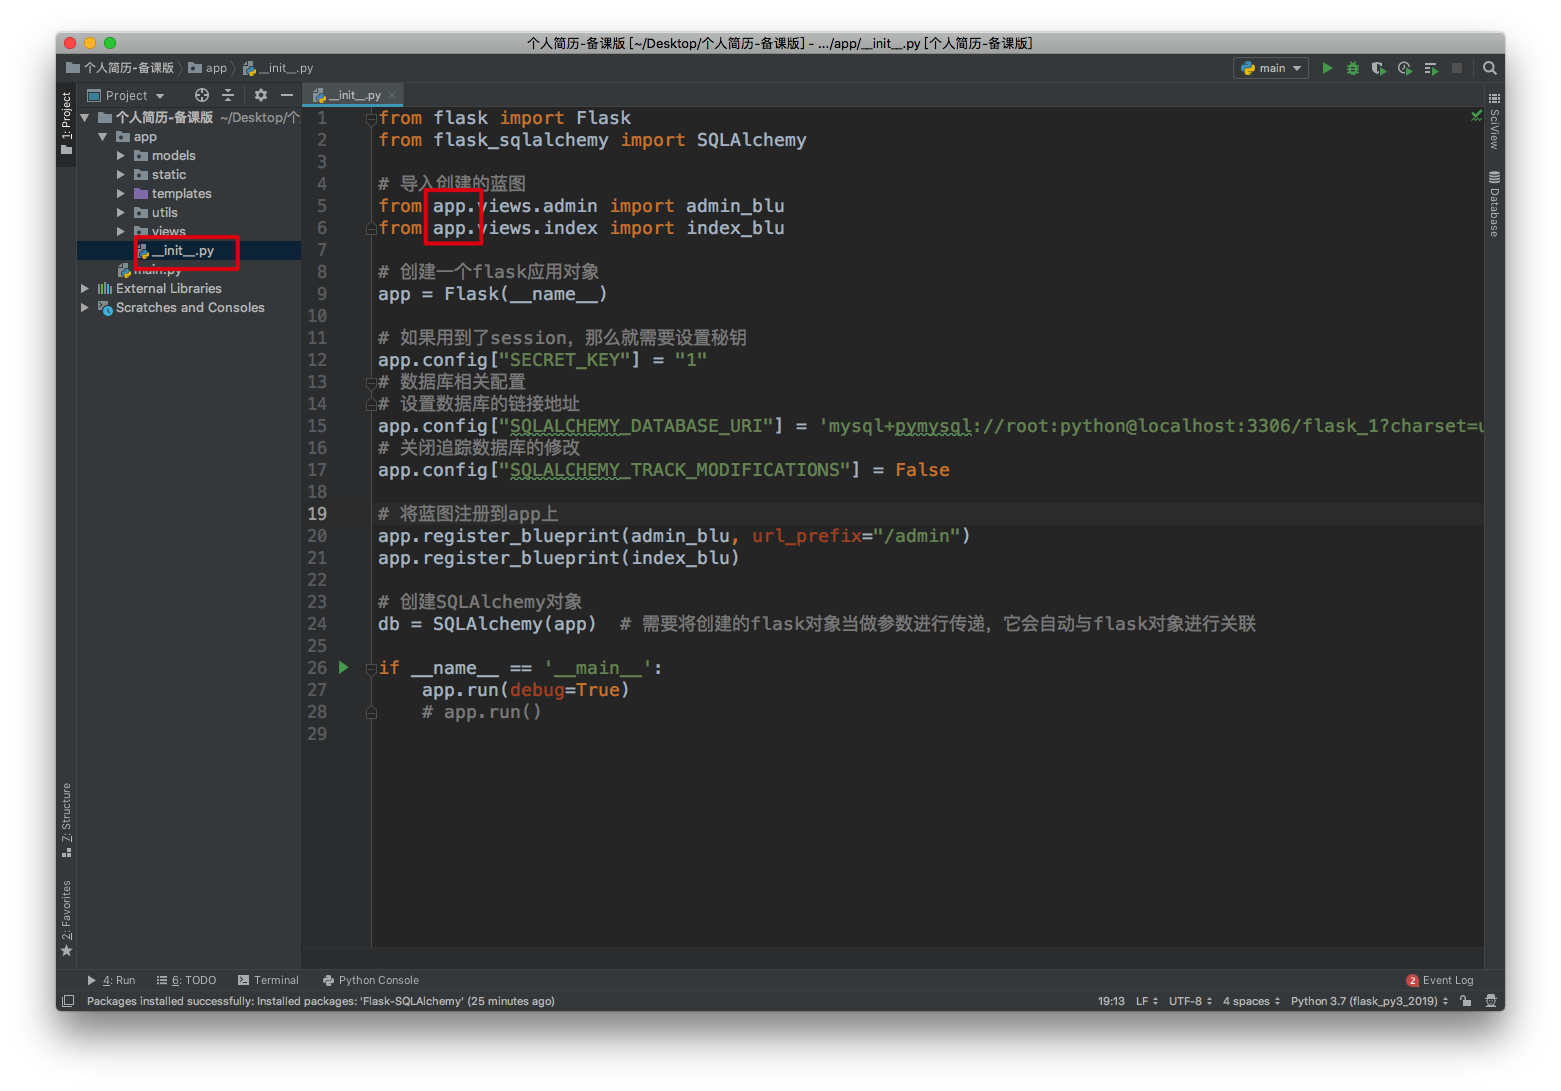 个人简历-备课版 [~/Desktop/个人简历-备课版] - .../app/__init__.py [个人简历-备课版]
个人简历-备课版 app __init__.py
main
1: Project
Project
__init__.py
个人简历-备课版 ~/Desktop/个
app
models
static
templates
utils
views
__init__.py
main.py
External Libraries
Scratches and Consoles
1 from flask import Flask
2 from flask_sqlalchemy import SQLAlchemy
3
4 # 导入创建的蓝图
5 from app.views.admin import admin_blu
6 from app.views.index import index_blu
7
8 # 创建一个flask应用对象
9 app = Flask(__name__)
10
11 # 如果用到了session，那么就需要设置秘钥
12 app.config["SECRET_KEY"] = "1"
13 # 数据库相关配置
14 # 设置数据库的链接地址
15 app.config["SQLALCHEMY_DATABASE_URI"] = 'mysql+pymysql://root:python@localhost:3306/flask_1?charset=u
16 # 关闭追踪数据库的修改
17 app.config["SQLALCHEMY_TRACK_MODIFICATIONS"] = False
18
19 # 将蓝图注册到app上
20 app.register_blueprint(admin_blu, url_prefix="/admin")
21 app.register_blueprint(index_blu)
22
23 # 创建SQLAlchemy对象
24 db = SQLAlchemy(app)  # 需要将创建的flask对象当做参数进行传递，它会自动与flask对象进行关联
25
26 if __name__ == '__main__':
27     app.run(debug=True)
28     # app.run()
29
SciView
Database
7: Structure
2: Favorites
4: Run 6: TODO Terminal Python Console 2 Event Log
Packages installed successfully: Installed packages: 'Flask-SQLAlchemy' (25 minutes ago) 19:13 LF UTF-8 4 spaces Python 3.7 (flask_py3_2019)